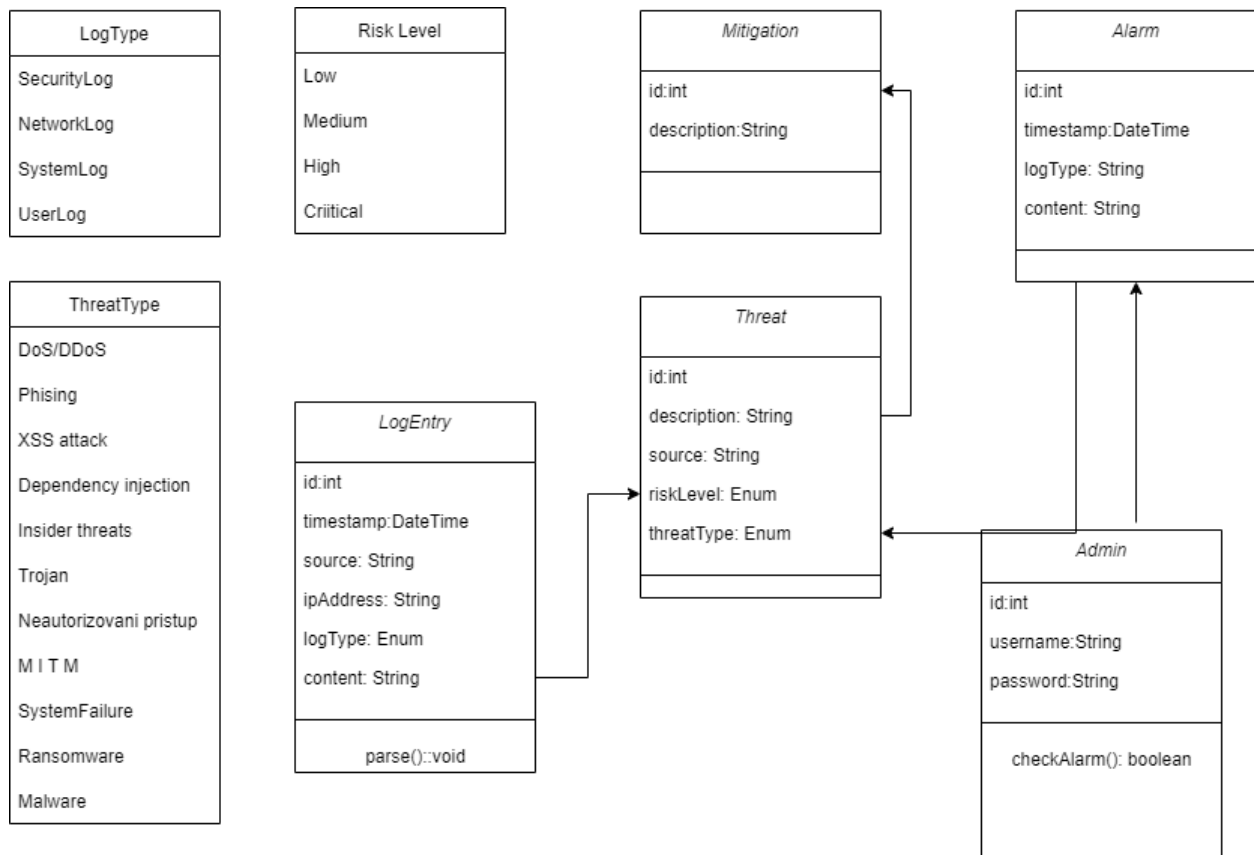 LogType
SecurityLog
NetworkLog
SystemLog
UserLog
Risk Level
Low
Medium
High
Criitical
Mitigation
id:int
description:String
Alarm
id:int
timestamp:DateTime
logType: String
content: String
ThreatType
DoS/DDoS
Phising
XSS attack
Dependency injection
Insider threats
Trojan
Neautorizovani pristup
M I T M
SystemFailure
Ransomware
Malware
LogEntry
id:int
timestamp:DateTime
source: String
ipAddress: String
logType: Enum
content: String
parse()::void
Threat
id:int
description: String
source: String
riskLevel: Enum
threatType: Enum
Admin
id:int
username:String
password:String
checkAlarm(): boolean